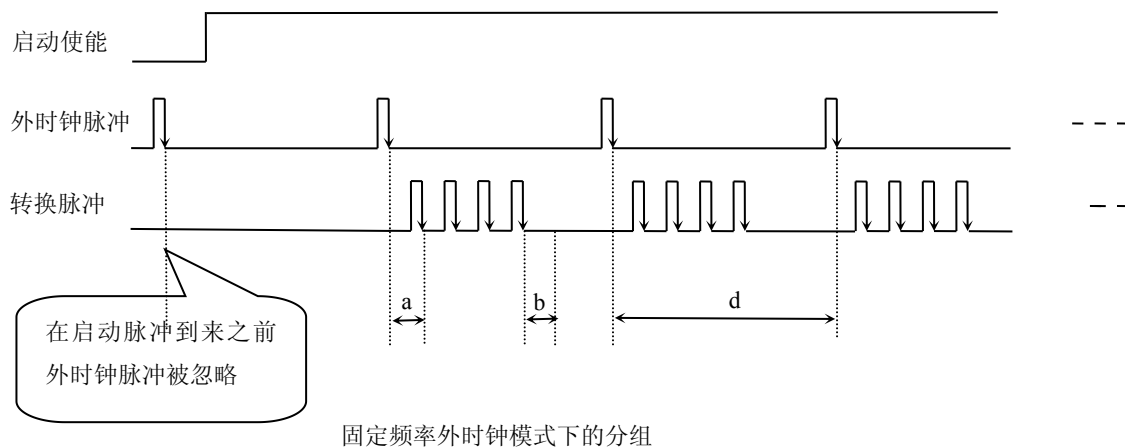 启动使能
外时钟脉冲
转换脉冲
a
b
d
在启动脉冲到来之前
外时钟脉冲被忽略
固定频率外时钟模式下的分组